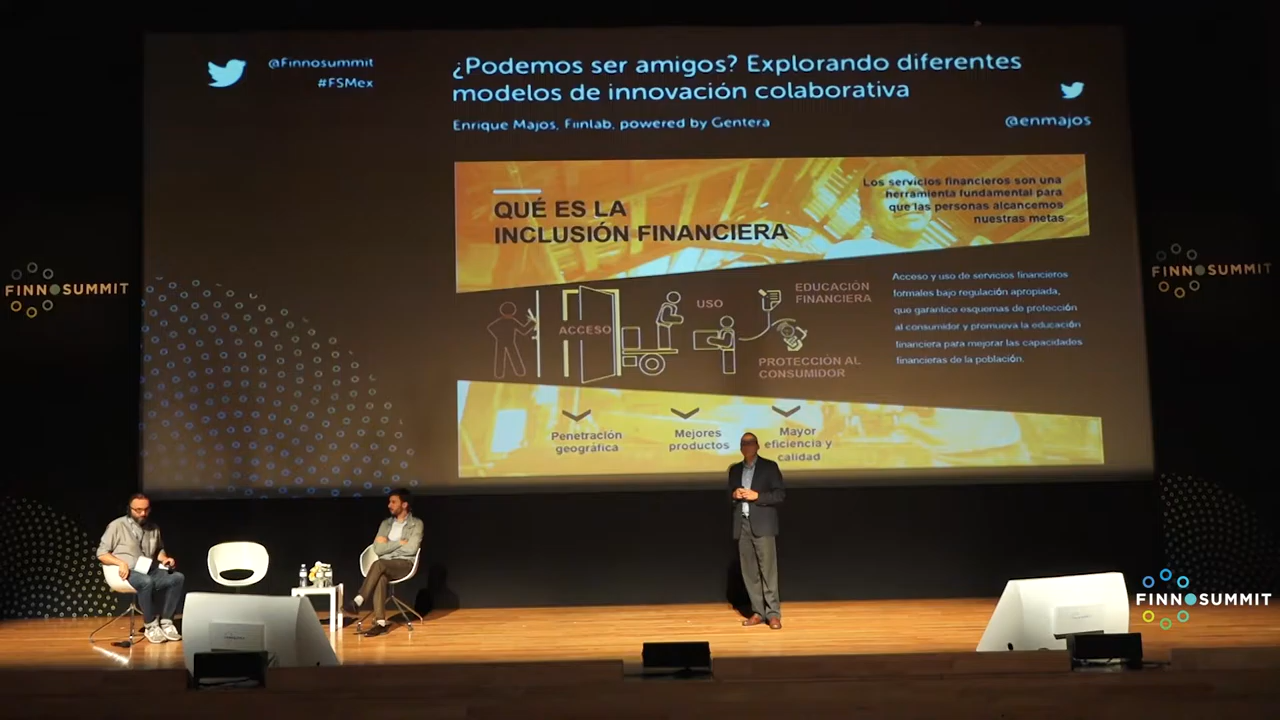 @Finnosummit
#FSMex
¿Podemos ser amigos? Explorando diferentes
modelos de innovación colaborativa
Enrique Majos, Fiinlab, powered by Gentera
@enmajos
QUÉ ES LA
INCLUSIÓN FINANCIERA
Los servicios financieros son una
herramienta fundamental para
que las personas alcancemos
nuestras metas
ACCESO
USO
EDUCACIÓN
FINANCIERA
PROTECCIÓN AL
CONSUMIDOR
Acceso y uso de servicios financieros
formales bajo regulación apropiada,
que garantice esquemas de protección
al consumidor y promueva la educación
financiera para mejorar las capacidades
financieras de la población.
Penetración
geográfica
Mejores
productos
Mayor
eficiencia y
calidad
FINNOSUMMIT
FINNOSUMMIT
FINNOSUMMIT